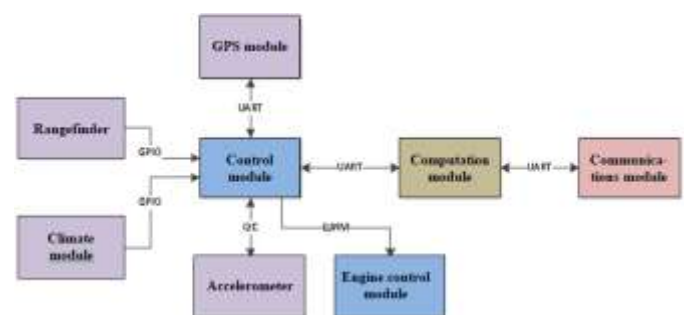 GPS module
UART
Rangefinder
GPIO
Control
module
UART
Computation
module
UART
Communica-
tions module
GPIO
Climate
module
I2C
Accelerometer
Engine control
module